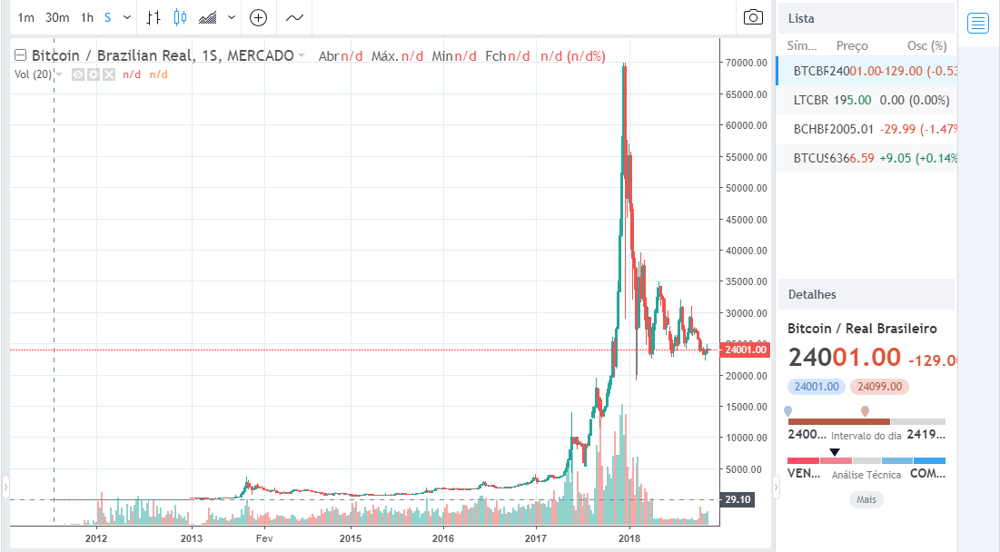 1m 30m 1h S
Bitcoin / Brazilian Real, 1S, MERCADO Abr n/d Máx. n/d Min n/d Fch n/d n/d (n/d%)
Vol (20) n/d n/d
70000.00
65000.00
60000.00
55000.00
50000.00
45000.00
40000.00
35000.00
30000.00
24001.00
20000.00
15000.00
10000.00
5000.00
29.10
2012 2013 Fev 2015 2016 2017 2018
Lista
Sím... Preço Osc (%)
BTCBF 24001.00 -129.00 (-0.53
LTCBR 195.00 0.00 (0.00%)
BCHBF 2005.01 -29.99 (-1.47%
BTCUS 6366.59 +9.05 (+0.14%
Detalhes
Bitcoin / Real Brasileiro
24001.00 -129.00
24001.00 24099.00
2400... Intervalo do dia 2419...
VEN... Análise Técnica COM...
Mais